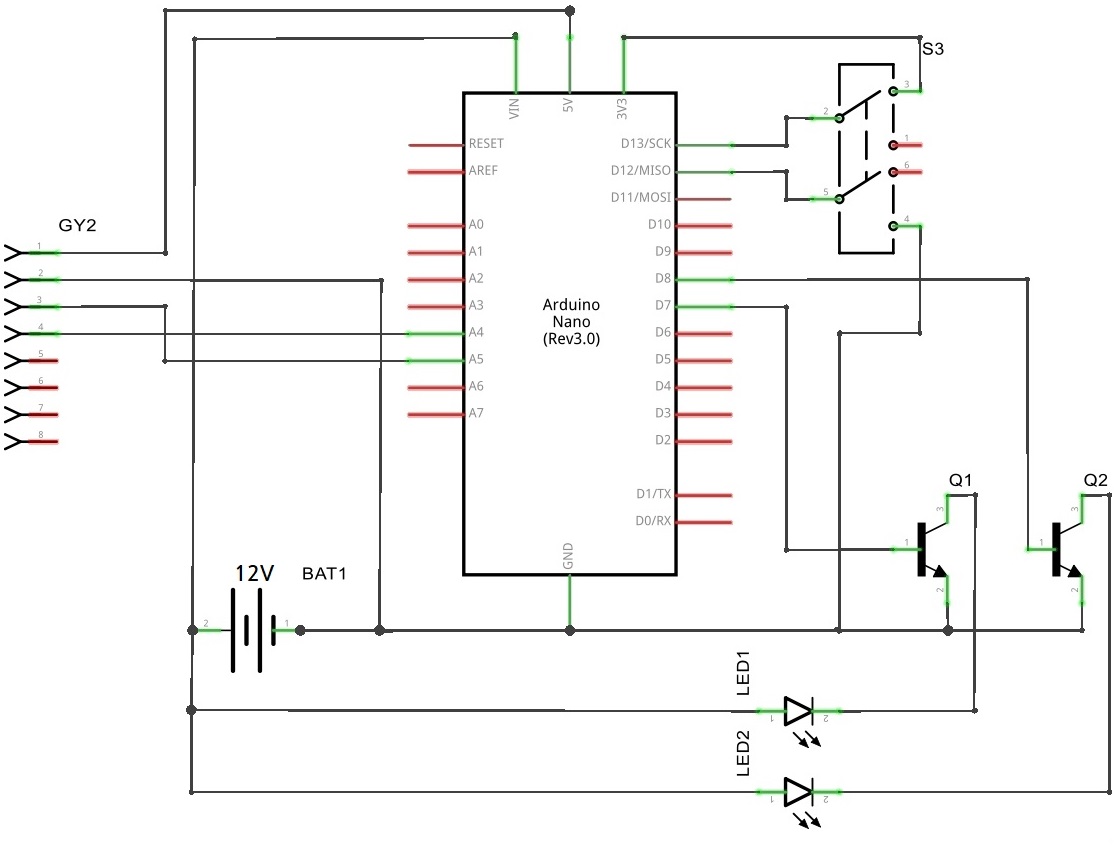 S3
VIN
5V
3V3
3
RESET
D13/SCK
2
1
AREF
D12/MISO
6
D11/MOSI
5
GY2
A0
D10
4
1
A1
D9
2
A2
D8
3
A3
Arduino
Nano
(Rev3.0)
D7
4
A4
D6
5
A5
D5
6
A6
D4
7
A7
D3
8
D2
Q1
Q2
D1/TX
3
3
D0/RX
GND
1
1
12V
BAT1
2
2
2
1
LED1
1
2
LED2
1
2